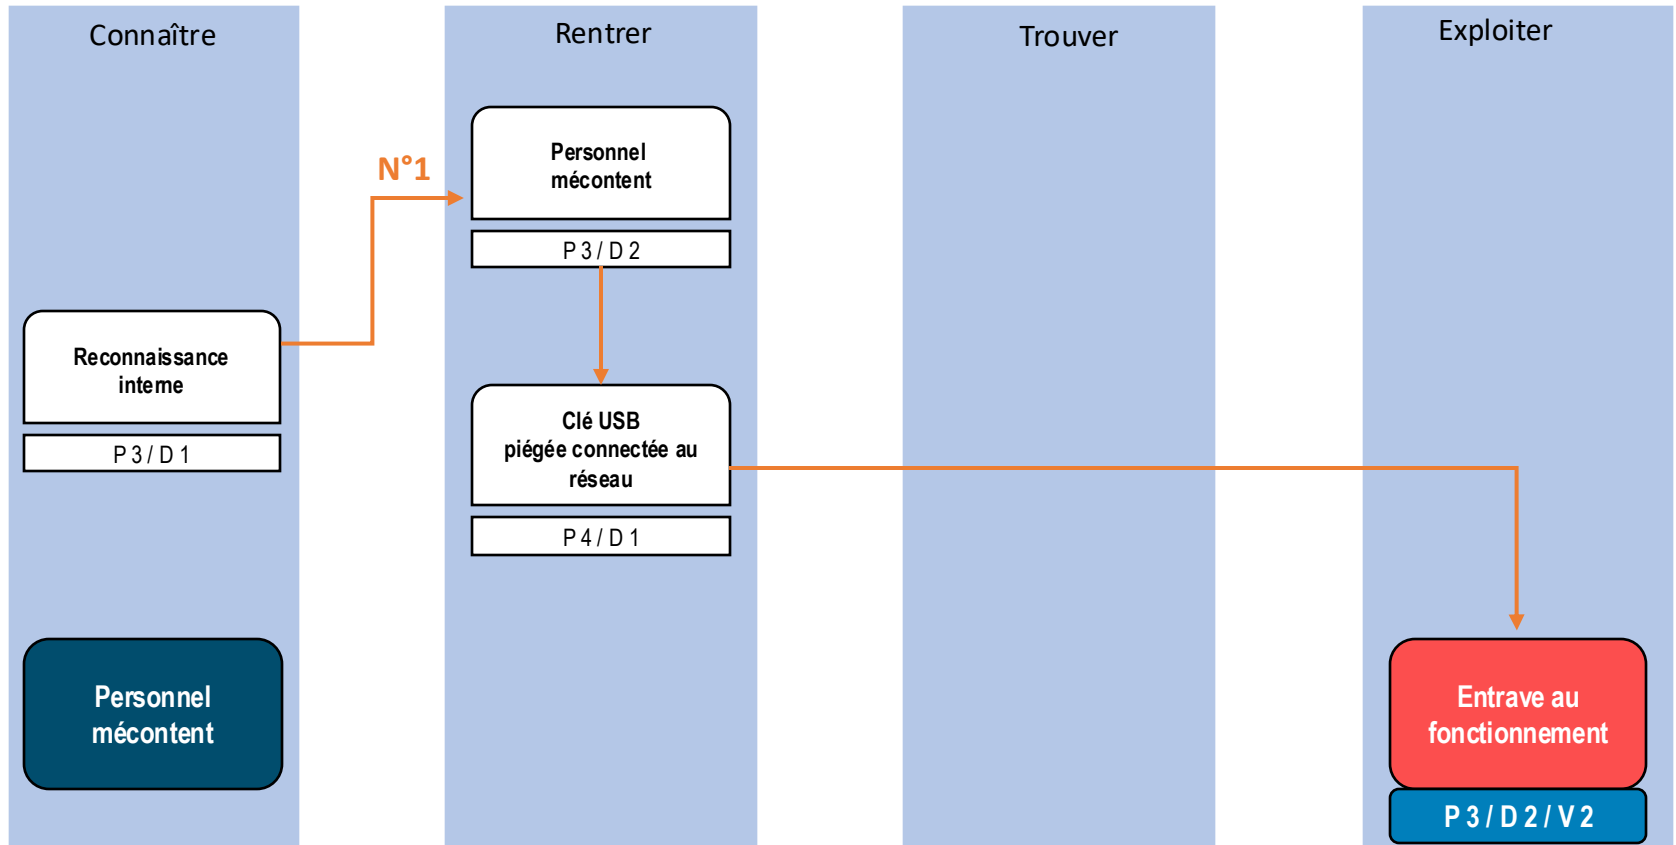 Connaître
Rentrer
Trouver
Exploiter
N°1
Personnel
mécontent
P 3 / D 2
Reconnaissance
interne
P 3 / D 1
Clé USB
piégée connectée au
réseau
P 4 / D 1
Personnel
mécontent
Entrave au
fonctionnement
P 3 / D 2 / V 2